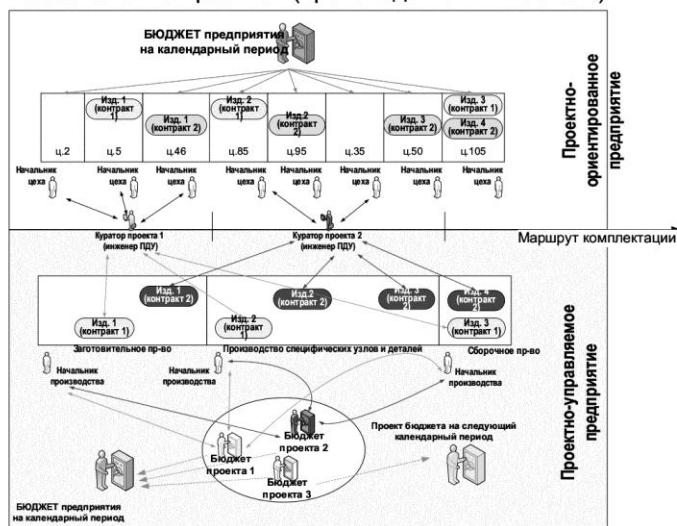 БЮДЖЕТ предприятия
на календарный период
Изд. 1
(контракт 1)
Изд. 2
(контракт 1)
Изд. 3
(контракт 1)
Изд. 1
(контракт 2)
Изд.2
(контракт 2)
Изд. 3
(контракт 2)
Изд. 4
(контракт 2)
ц.2
ц.5
ц.46
ц.85
ц.95
ц.35
ц.50
ц.105
Начальник
цеха
Начальник
цеха
Начальник
цеха
Начальник
цеха
Начальник
цеха
Начальник
цеха
Начальник
цеха
Начальник
цеха
Проектно-
ориентированное
предприятие
Куратор проекта 1
(инженер ПДУ)
Куратор проекта 2
(инженер ПДУ)
Маршрут комплектации
Изд. 1
(контракт 2)
Изд.2
(контракт 2)
Изд. 3
(контракт 2)
Изд. 4
(контракт 2)
Изд. 1
(контракт 1)
Изд. 2
(контракт 1)
Изд. 3
(контракт 1)
Заготовительное пр-во
Производство специфических узлов и деталей
Сборочное пр-во
Начальник
производства
Начальник
производства
Начальник
производства
Проектно-управляемое
предприятие
Бюджет
проекта 1
Бюджет
проекта 2
Бюджет
проекта 3
Проект бюджета на следующий
календарный период
БЮДЖЕТ предприятия
на календарный период